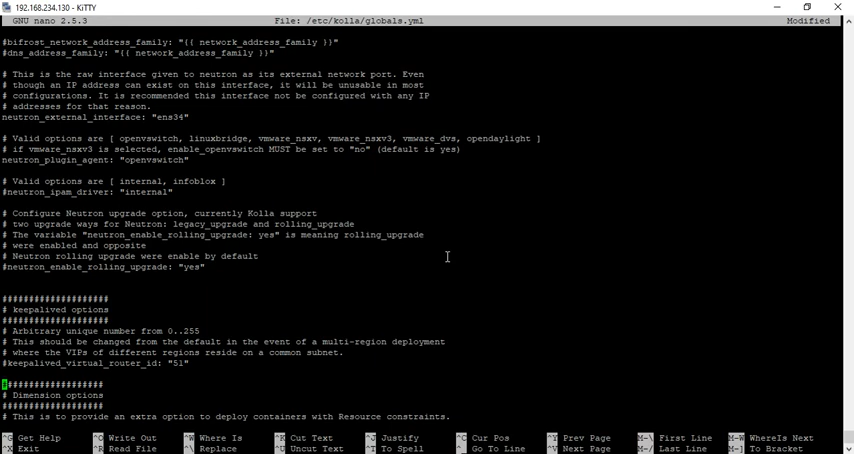 192.168.234.130 - KiTTY
GNU nano 2.5.3 File: /etc/kolla/globals.yml Modified
#bifrost_network_address_family: "{{ network_address_family }}"
#dns_address_family: "{{ network_address_family }}"
# This is the raw interface given to neutron as its external network port. Even
# though an IP address can exist on this interface, it will be unusable in most
# configurations. It is recommended this interface not be configured with any IP
# addresses for that reason.
neutron_external_interface: "ens34"
# Valid options are [ openvswitch, linuxbridge, vmware_nsxv, vmware_nsxv3, vmware_dvs, opendaylight ]
# if vmware_nsxv3 is selected, enable_openvswitch MUST be set to "no" (default is yes)
neutron_plugin_agent: "openvswitch"
# Valid options are [ internal, infoblox ]
#neutron_ipam_driver: "internal"
# Configure Neutron upgrade option, currently Kolla support
# two upgrade ways for Neutron: legacy_upgrade and rolling_upgrade
# The variable "neutron_enable_rolling_upgrade: yes" is meaning rolling_upgrade
# were enabled and opposite
# Neutron rolling upgrade were enable by default
#neutron_enable_rolling_upgrade: "yes"
####################
# keepalived options
####################
# Arbitrary unique number from 0..255
# This should be changed from the default in the event of a multi-region deployment
# where the VIPs of different regions reside on a common subnet.
#keepalived_virtual_router_id: "51"
###################
# Dimension options
###################
# This is to provide an extra option to deploy containers with Resource constraints.
^G Get Help ^O Write Out ^W Where Is ^K Cut Text ^J Justify ^C Cur Pos ^Y Prev Page M-\ First Line M-W WhereIs Next
^X Exit ^R Read File ^\ Replace ^U Uncut Text ^T To Spell ^_ Go To Line ^V Next Page M-/ Last Line M-] To Bracket